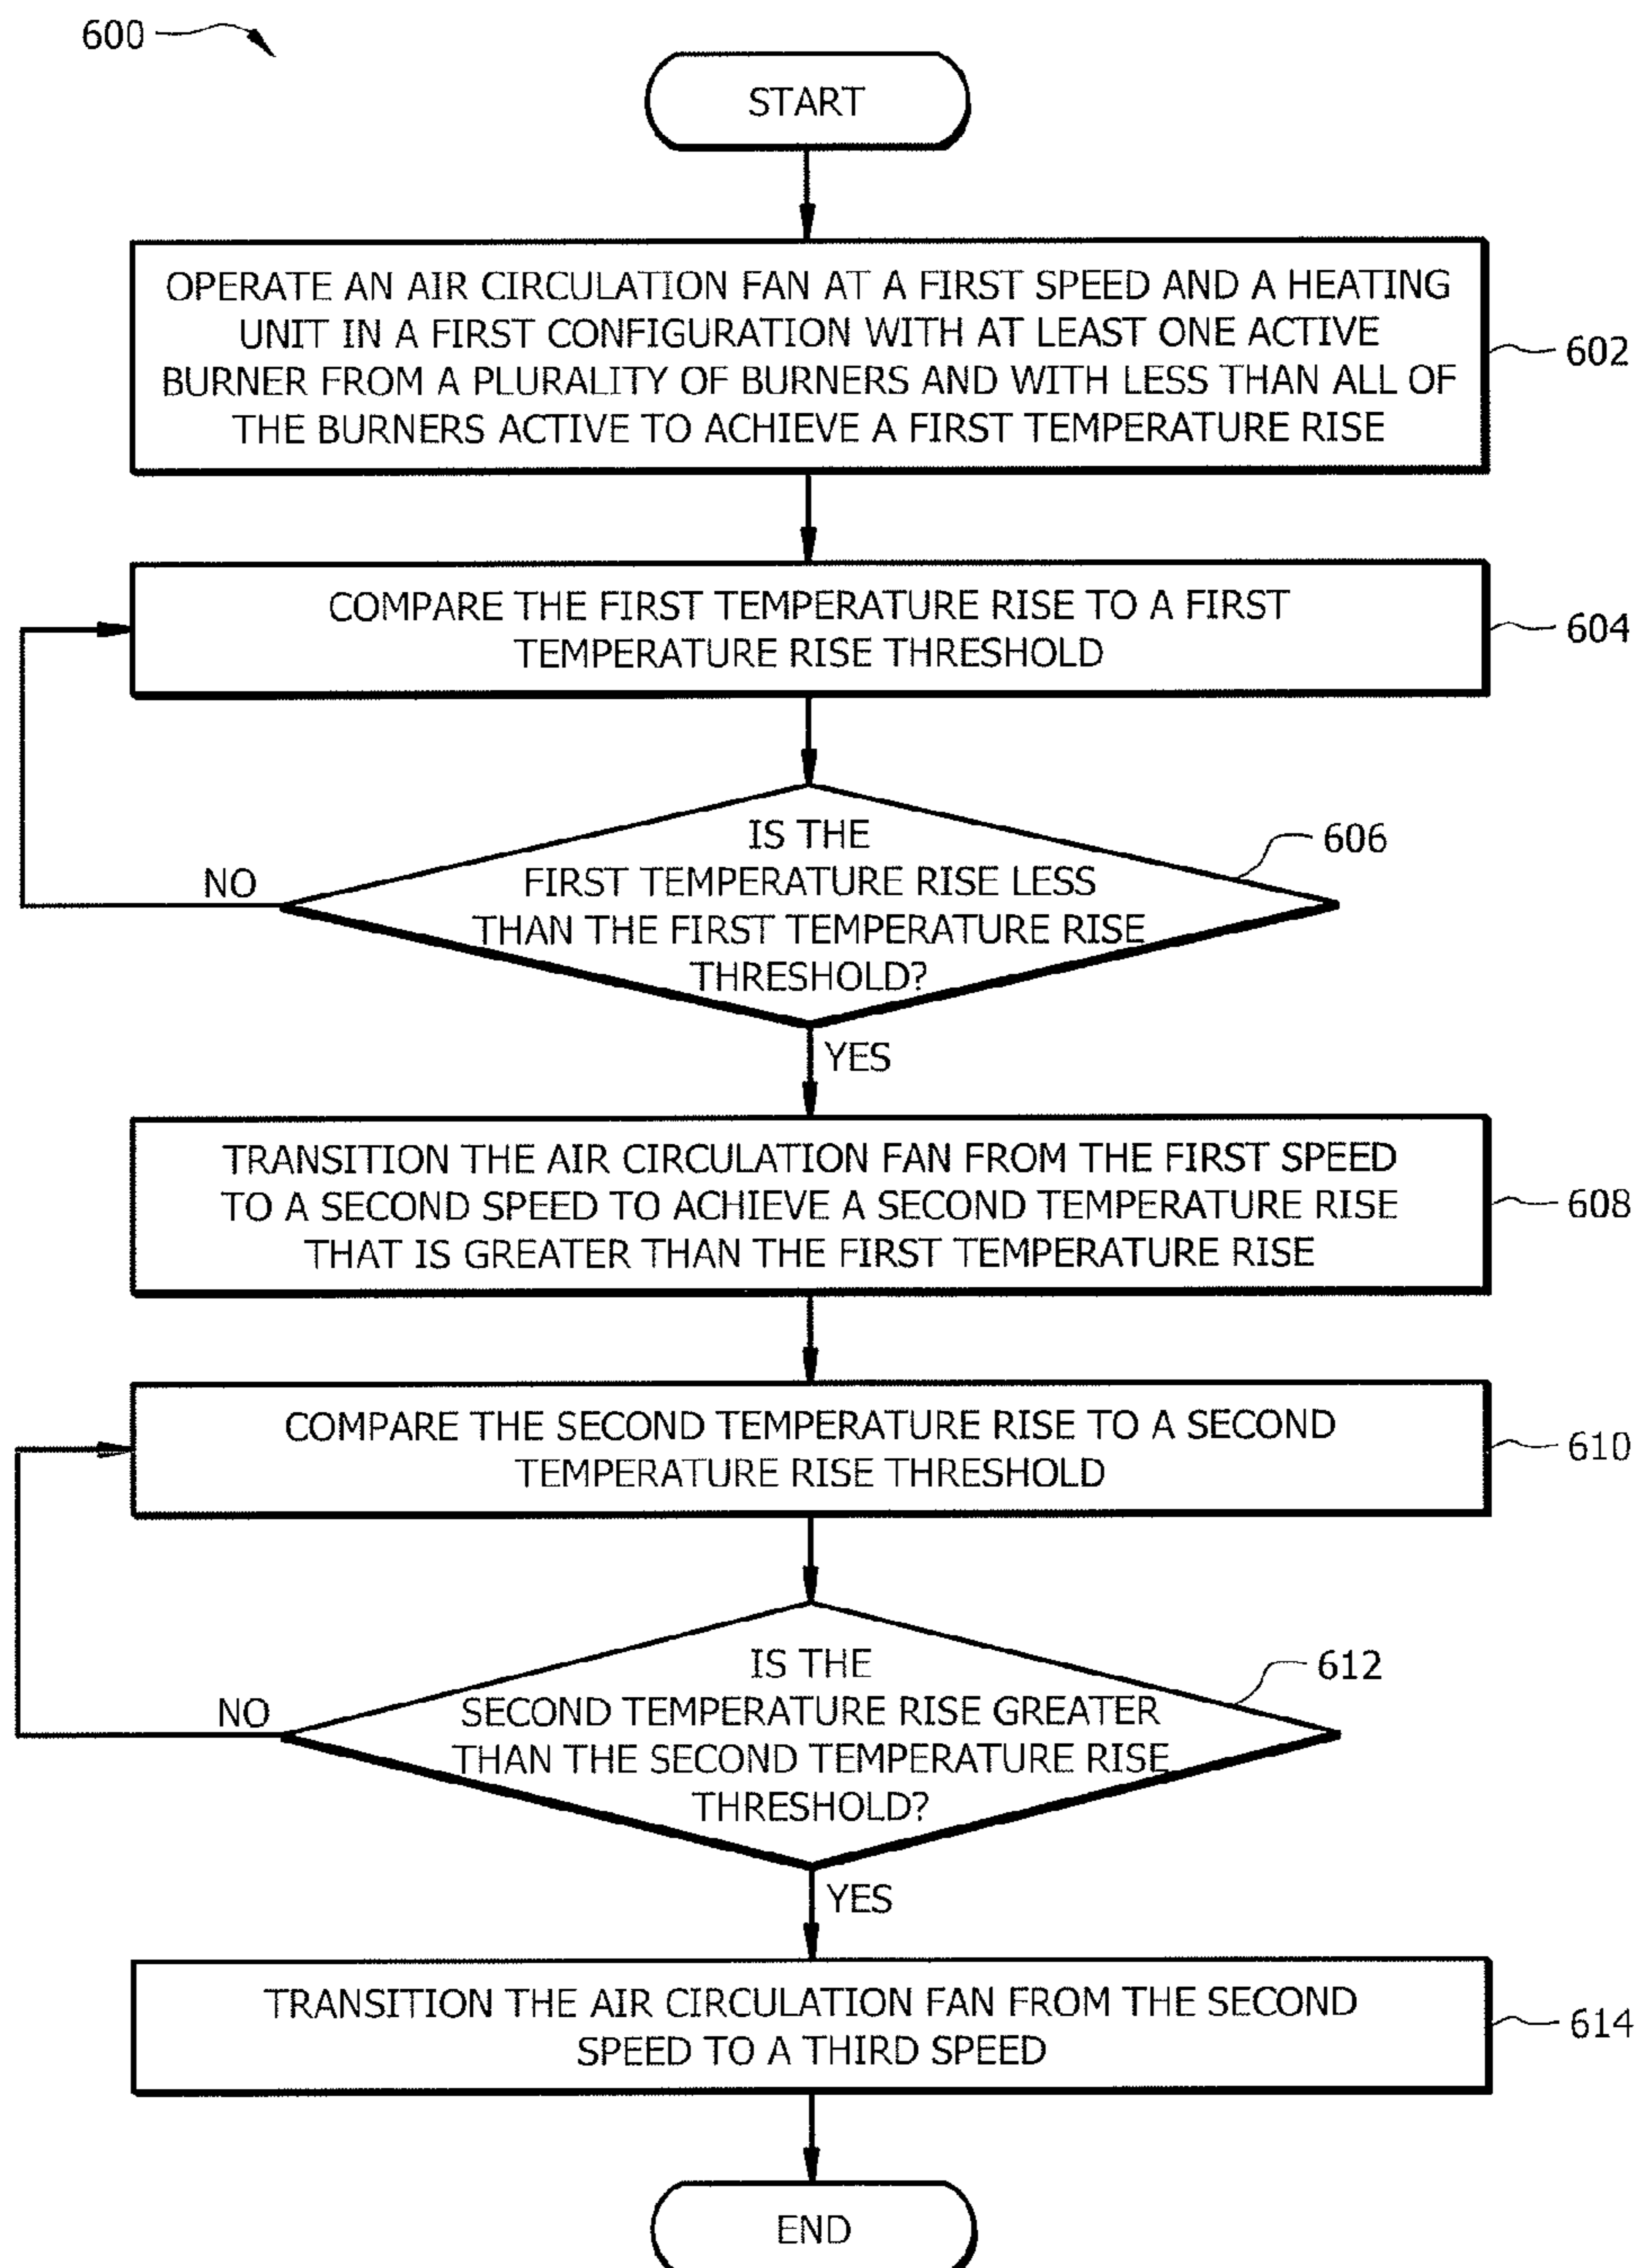 600
START
OPERATE AN AIR CIRCULATION FAN AT A FIRST SPEED AND A HEATING
UNIT IN A FIRST CONFIGURATION WITH AT LEAST ONE ACTIVE
BURNER FROM A PLURALITY OF BURNERS AND WITH LESS THAN ALL OF
THE BURNERS ACTIVE TO ACHIEVE A FIRST TEMPERATURE RISE
602
COMPARE THE FIRST TEMPERATURE RISE TO A FIRST
TEMPERATURE RISE THRESHOLD
604
IS THE
FIRST TEMPERATURE RISE LESS
THAN THE FIRST TEMPERATURE RISE
THRESHOLD?
606
NO
YES
TRANSITION THE AIR CIRCULATION FAN FROM THE FIRST SPEED
TO A SECOND SPEED TO ACHIEVE A SECOND TEMPERATURE RISE
THAT IS GREATER THAN THE FIRST TEMPERATURE RISE
608
COMPARE THE SECOND TEMPERATURE RISE TO A SECOND
TEMPERATURE RISE THRESHOLD
610
IS THE
SECOND TEMPERATURE RISE GREATER
THAN THE SECOND TEMPERATURE RISE
THRESHOLD?
612
NO
YES
TRANSITION THE AIR CIRCULATION FAN FROM THE SECOND
SPEED TO A THIRD SPEED
614
END